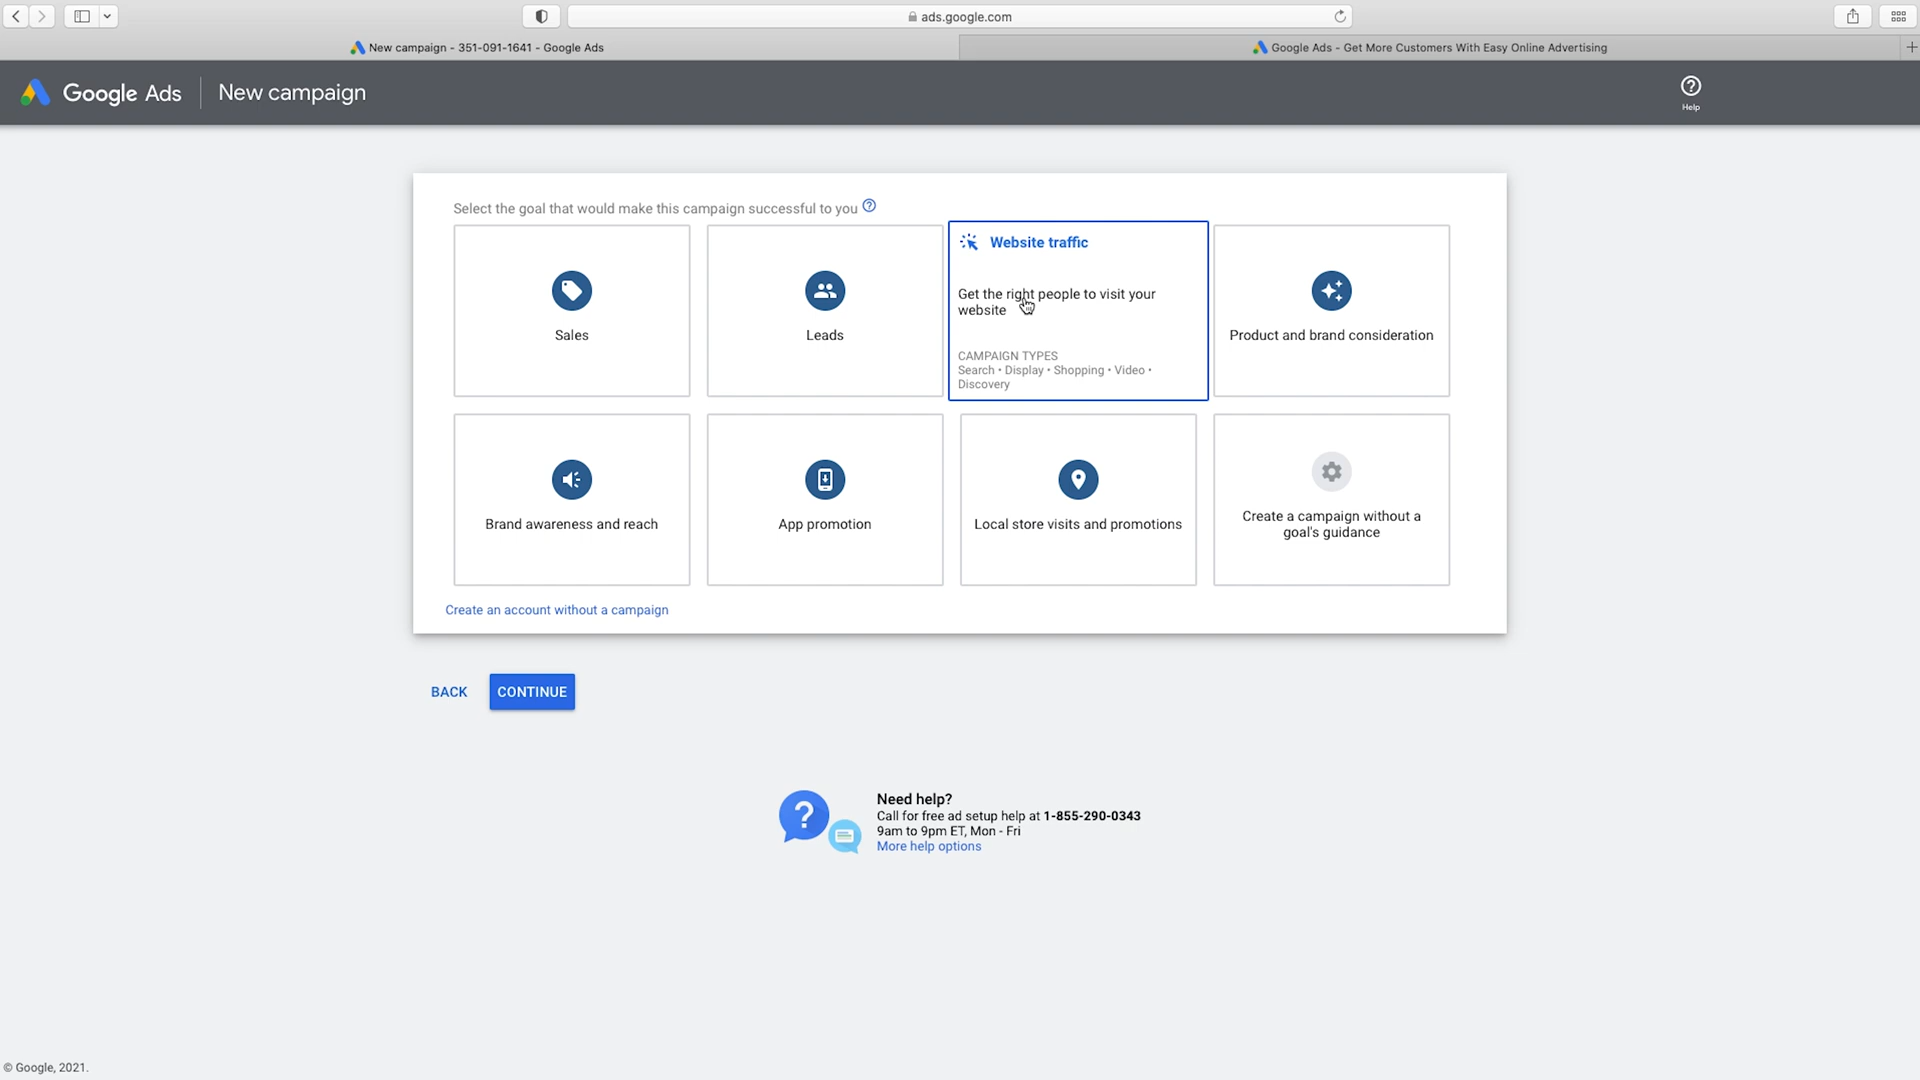 ads.google.com
New campaign - 351-091-1641 - Google Ads
Google Ads - Get More Customers With Easy Online Advertising
Google Ads
New campaign
Help
Select the goal that would make this campaign successful to you
Sales
Leads
Website traffic
Get the right people to visit your
website
CAMPAIGN TYPES
Search • Display • Shopping • Video •
Discovery
Product and brand consideration
Brand awareness and reach
App promotion
Local store visits and promotions
Create a campaign without a
goal's guidance
Create an account without a campaign
BACK
CONTINUE
Need help?
Call for free ad setup help at 1-855-290-0343
9am to 9pm ET, Mon - Fri
More help options
© Google, 2021.